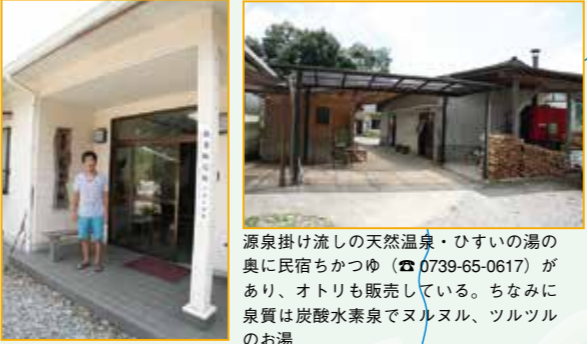 源泉掛け流しの天然温泉・ひすいの湯の
奥に民宿ちかつゆ（☎0739-65-0617）が
あり、オトリも販売している。ちなみに
泉質は炭酸水素泉でヌルヌル、ツルツル
のお湯